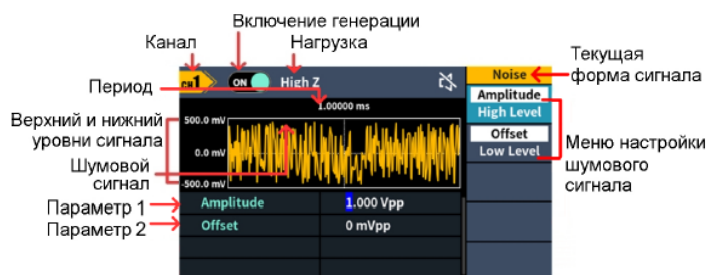 Включение генерации
Канал
Нагрузка
Текущая
форма сигнала
CH1 ON High Z
Noise
Период
1.00000 ms
Amplitude
High Level
Верхний и нижний
уровни сигнала
500.0 mV
0.0 mV
-500.0 mV
Offset
Low Level
Меню настройки
шумового
сигнала
Шумовой
сигнал
Параметр 1
Amplitude 1.000 Vpp
Параметр 2
Offset 0 mVpp